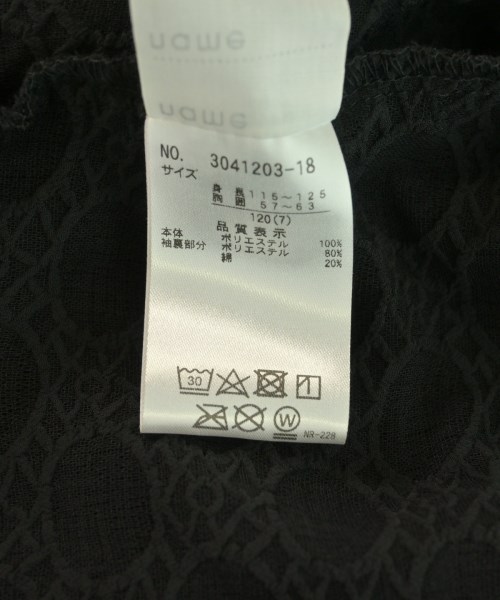 name
name
NO. 3041203-18
サイズ
身長 115〜125
胸囲 57〜63
120(7)
品質表示
本体 ポリエステル 100%
袖裏部分 ポリエステル 80%
綿 20%
30
W
NR-228